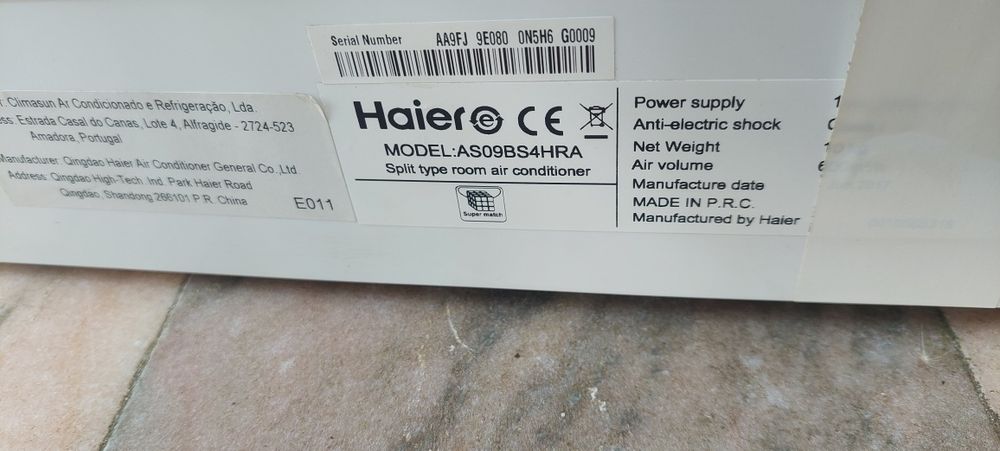 Serial Number AA9FJ 9E080 0N5H6 G0009
r: Climasun Ar Condicionado e Refrigeração, Lda.
ess: Estrada Casal do Canas, Lote 4, Alfragide - 2724-523
Amadora, Portugal
Manufacturer: Qingdao Haier Air Conditioner General Co., Ltd
Address: Qingdao High-Tech. Ind. Park Haier Road
Qingdao, Shandong 266101 P.R. China
E011
Haier e CE
MODEL:AS09BS4HRA
Split type room air conditioner
Super match
Power supply 1
Anti-electric shock
Net Weight
Air volume 6
Manufacture date
MADE IN P.R.C.
Manufactured by Haier